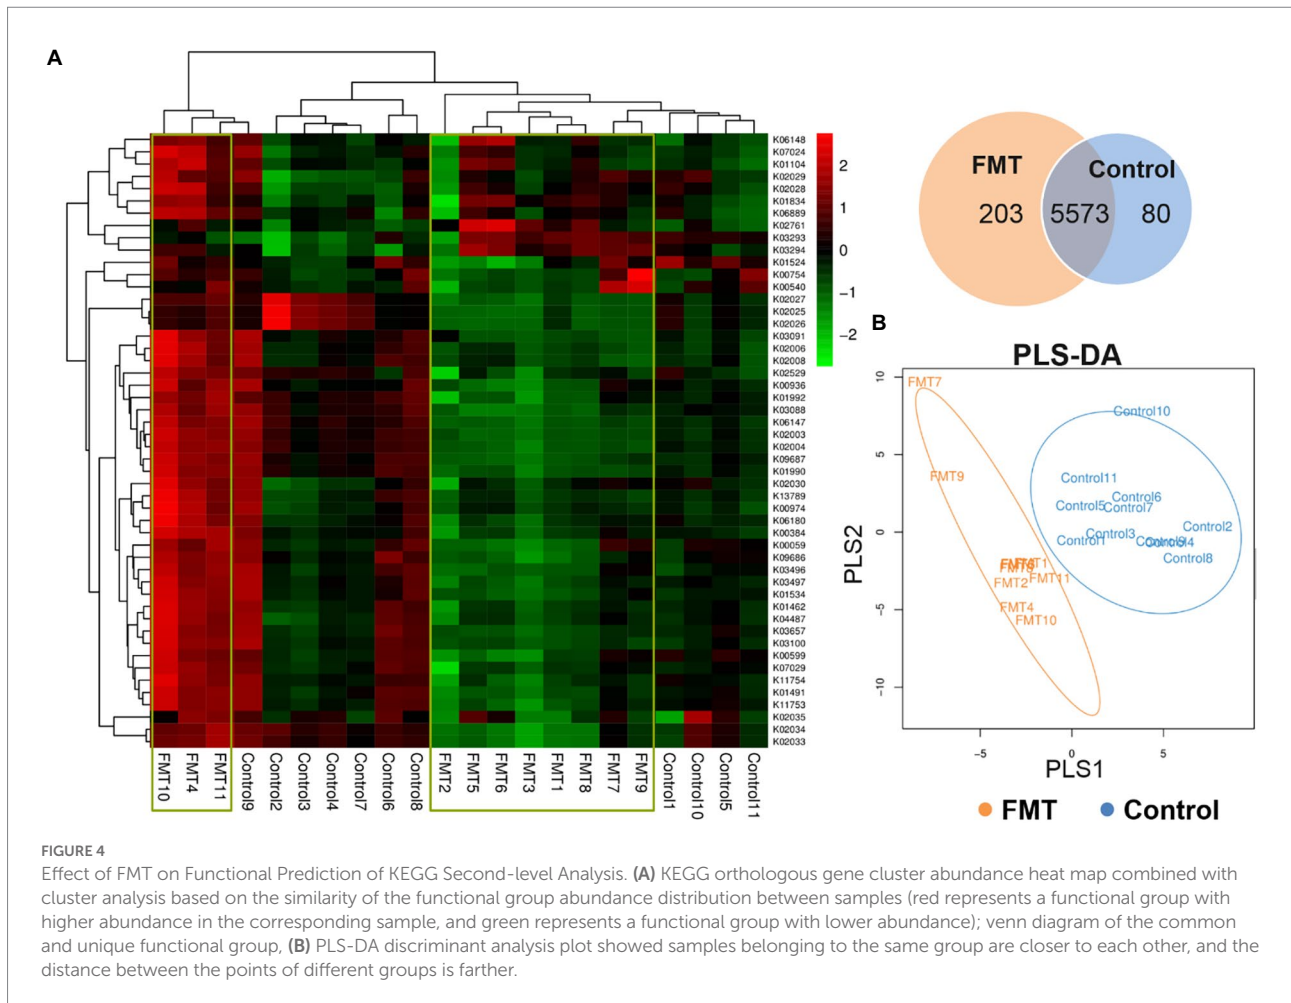 A
K06148
K07024
K01104
K02029
K02028
K01834
K06889
K02761
K03293
K03294
K01524
K00754
K00540
K02027
K02025
K02026
K03091
K02006
K02008
K02529
K00936
K01992
K03088
K06147
K02003
K02004
K09687
K01990
K02030
K13789
K00974
K06180
K00384
K00059
K09686
K03496
K03497
K01534
K01462
K04487
K03657
K03100
K00599
K07029
K11754
K01491
K11753
K02035
K02034
K02033
FMT10
FMT4
FMT11
Control9
Control2
Control3
Control4
Control7
Control6
Control8
FMT2
FMT5
FMT6
FMT3
FMT1
FMT8
FMT7
FMT9
Control1
Control10
Control5
Control11
2
1
0
−1
−2
FMT
Control
203
5573
80
B
PLS-DA
10
5
0
−5
−10
PLS2
FMT7
Control10
FMT9
Control11
Control6
Control5
Control7
Control2
Control3
Control1
Control9
Control4
Control8
FMT1
FMT11
FMT2
FMT4
FMT10
−5
0
5
PLS1
FMT
Control
FIGURE 4
Effect of FMT on Functional Prediction of KEGG Second-level Analysis. (A) KEGG orthologous gene cluster abundance heat map combined with
cluster analysis based on the similarity of the functional group abundance distribution between samples (red represents a functional group with
higher abundance in the corresponding sample, and green represents a functional group with lower abundance); venn diagram of the common
and unique functional group, (B) PLS-DA discriminant analysis plot showed samples belonging to the same group are closer to each other, and the
distance between the points of different groups is farther.